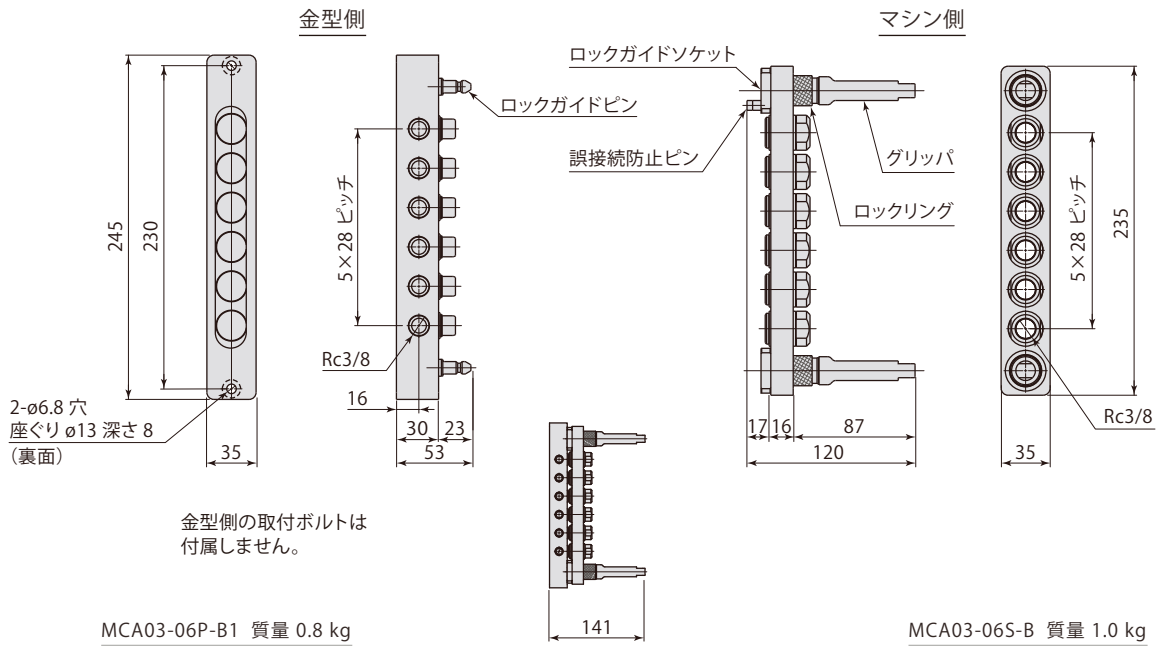 金型側
マシン側
ロックガイドソケット
ロックガイドピン
誤接続防止ピン
グリッパ
ロックリング
245
230
5×28 ピッチ
5×28 ピッチ
235
Rc3/8
2-ø6.8 穴
座ぐり ø13 深さ 8
(裏面)
35
16
30
23
53
17
16
87
120
Rc3/8
35
金型側の取付ボルトは
付属しません。
141
MCA03-06P-B1 質量 0.8 kg
MCA03-06S-B 質量 1.0 kg